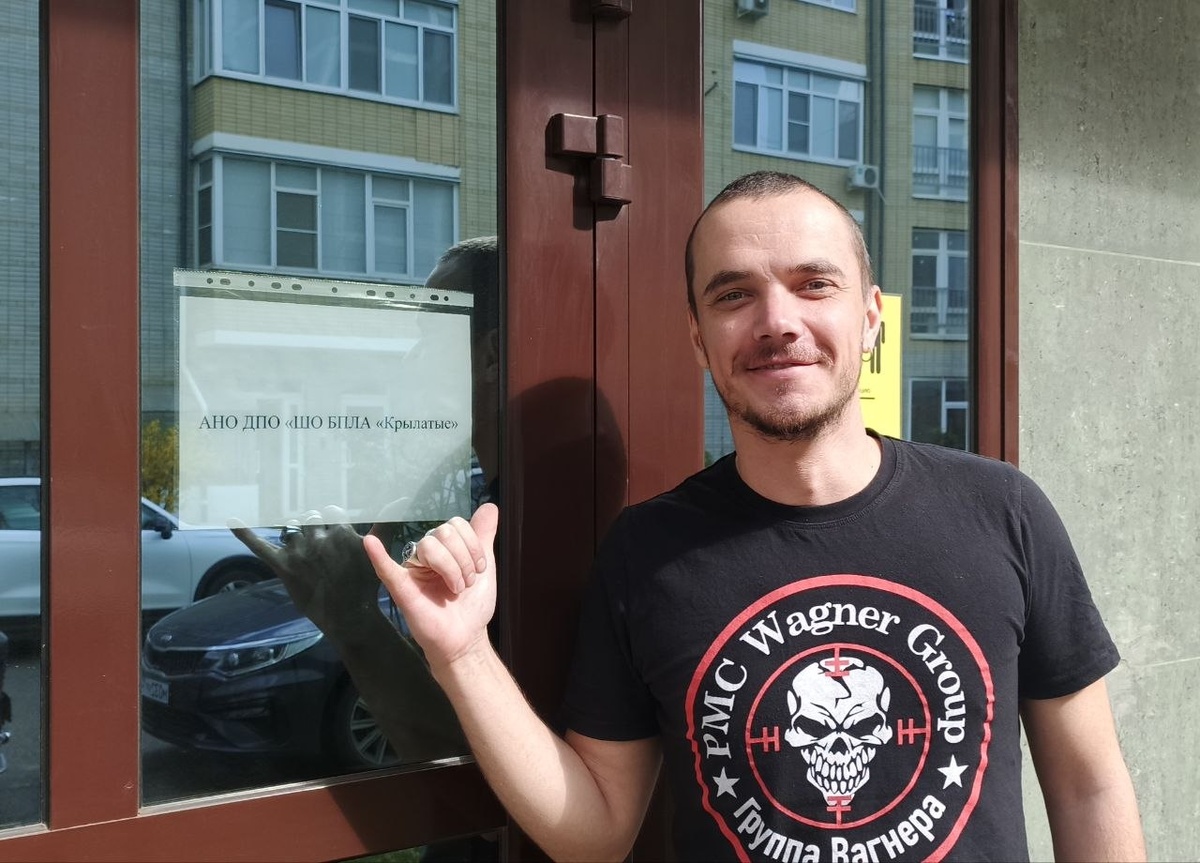 АНО ДПО «ШО БПЛА «Крылатые»
PMC Wagner Group
Группа Вагнера